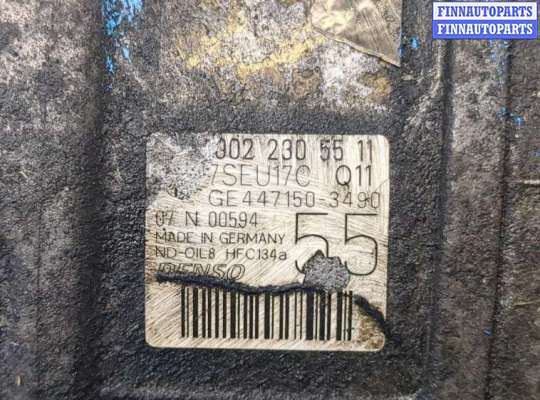 FINNAUTOPARTS
FINNAUTOPARTS
002 230 55 11
7SEU17C Q11
GE447150-3490
07 N 00594
55
MADE IN GERMANY
ND-OIL8 HFC134a
DENSO